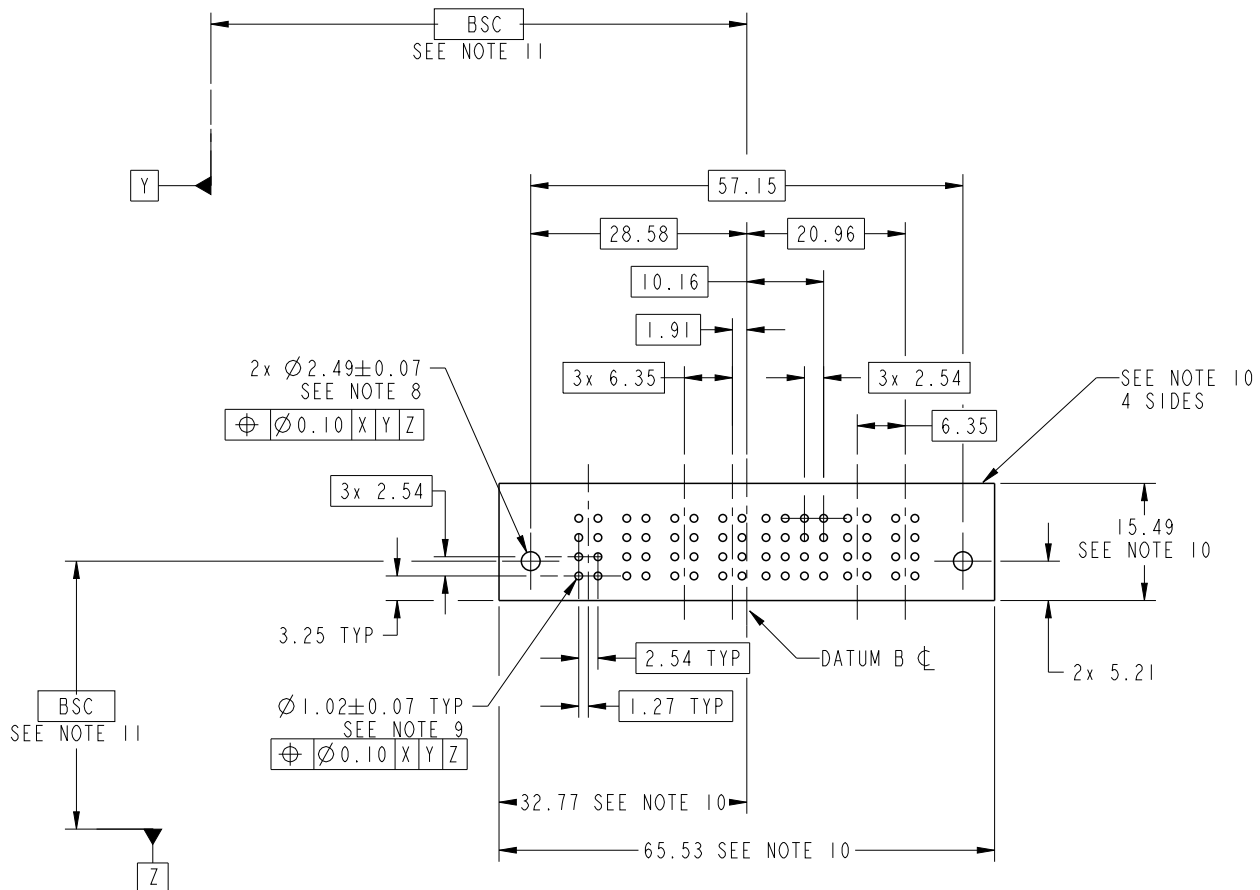 BSC
SEE NOTE 11
Y
57.15
28.58
20.96
10.16
1.91
2x Ø2.49±0.07
SEE NOTE 8
⌖ Ø0.10 X Y Z
3x 6.35
3x 2.54
SEE NOTE 10
4 SIDES
6.35
3x 2.54
15.49
SEE NOTE 10
3.25 TYP
2.54 TYP
DATUM B ℄
2x 5.21
BSC
SEE NOTE 11
Ø1.02±0.07 TYP
SEE NOTE 9
⌖ Ø0.10 X Y Z
1.27 TYP
32.77 SEE NOTE 10
65.53 SEE NOTE 10
Z